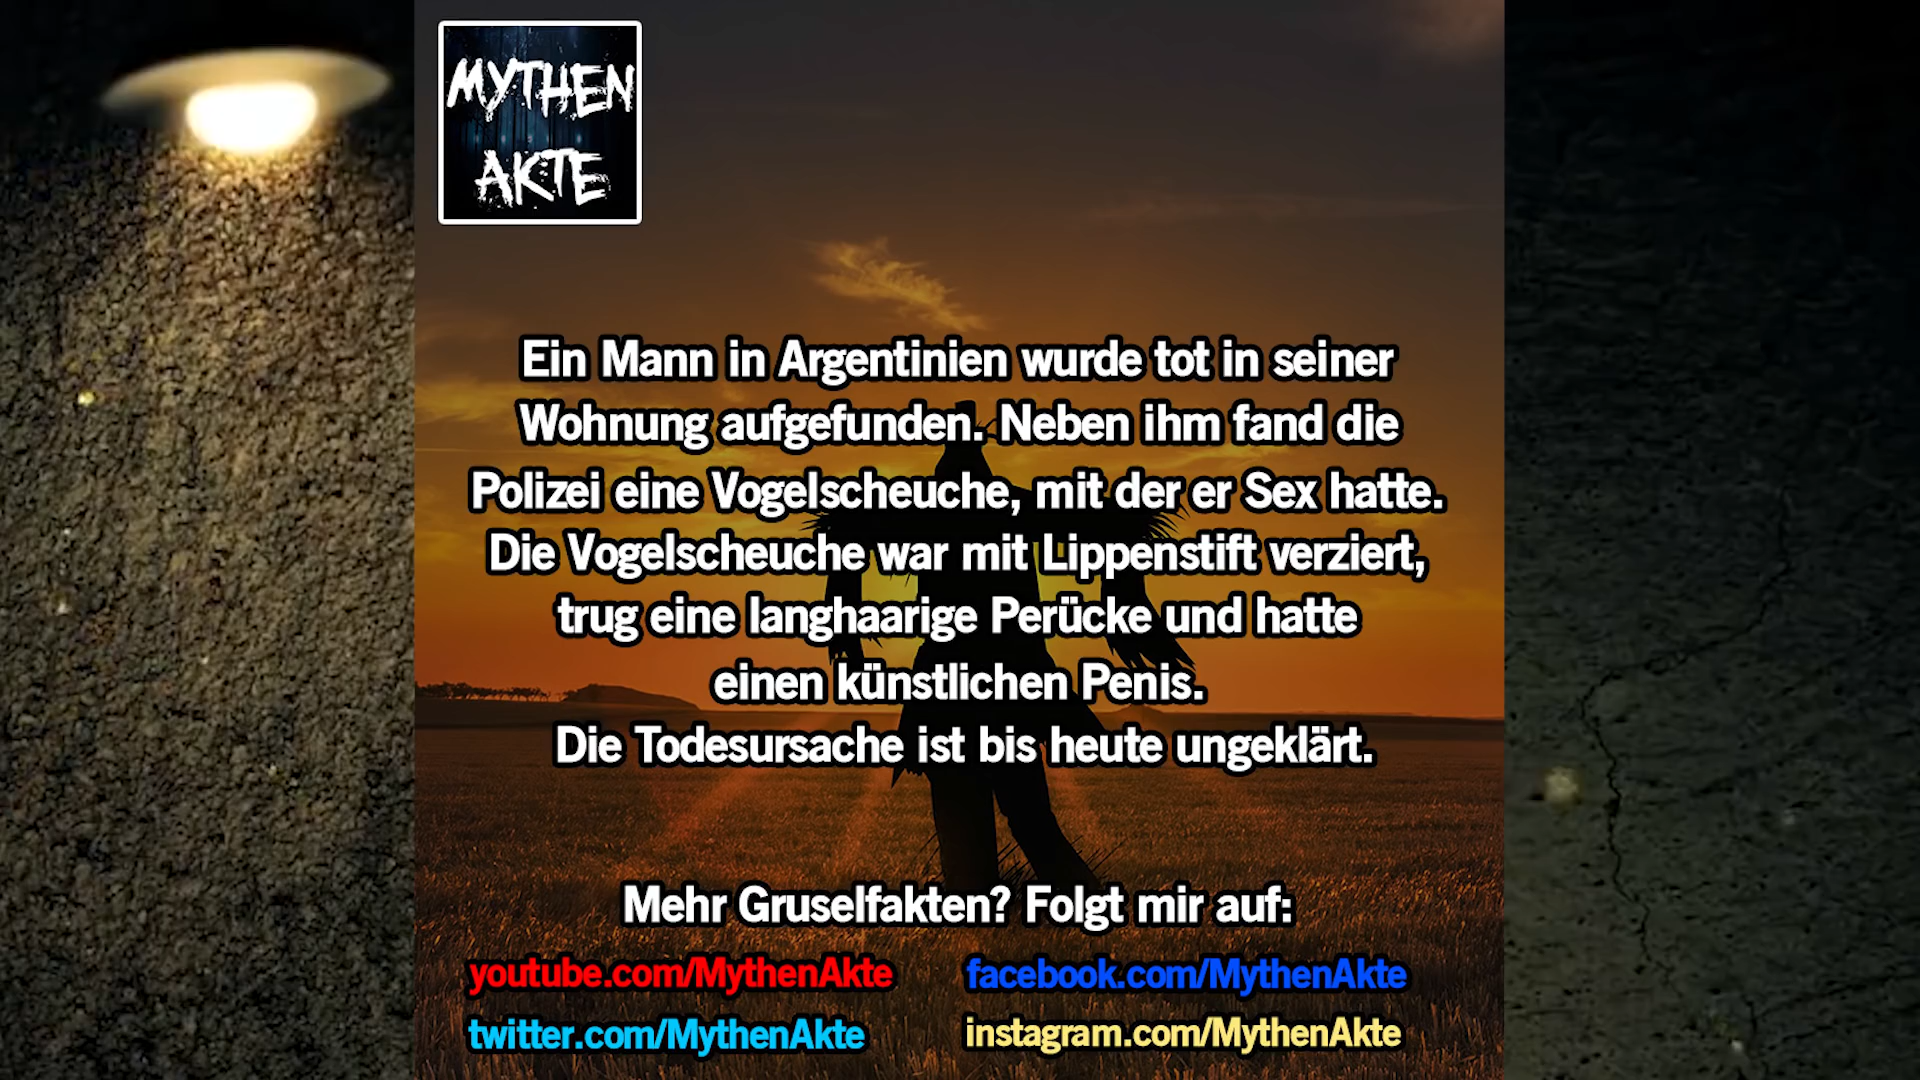 MYTHEN
AKTE
Ein Mann in Argentinien wurde tot in seiner
Wohnung aufgefunden. Neben ihm fand die
Polizei eine Vogelscheuche, mit der er Sex hatte.
Die Vogelscheuche war mit Lippenstift verziert,
trug eine langhaarige Perücke und hatte
einen künstlichen Penis.
Die Todesursache ist bis heute ungeklärt.
Mehr Gruselfakten? Folgt mir auf:
youtube.com/MythenAkte
facebook.com/MythenAkte
twitter.com/MythenAkte
instagram.com/MythenAkte